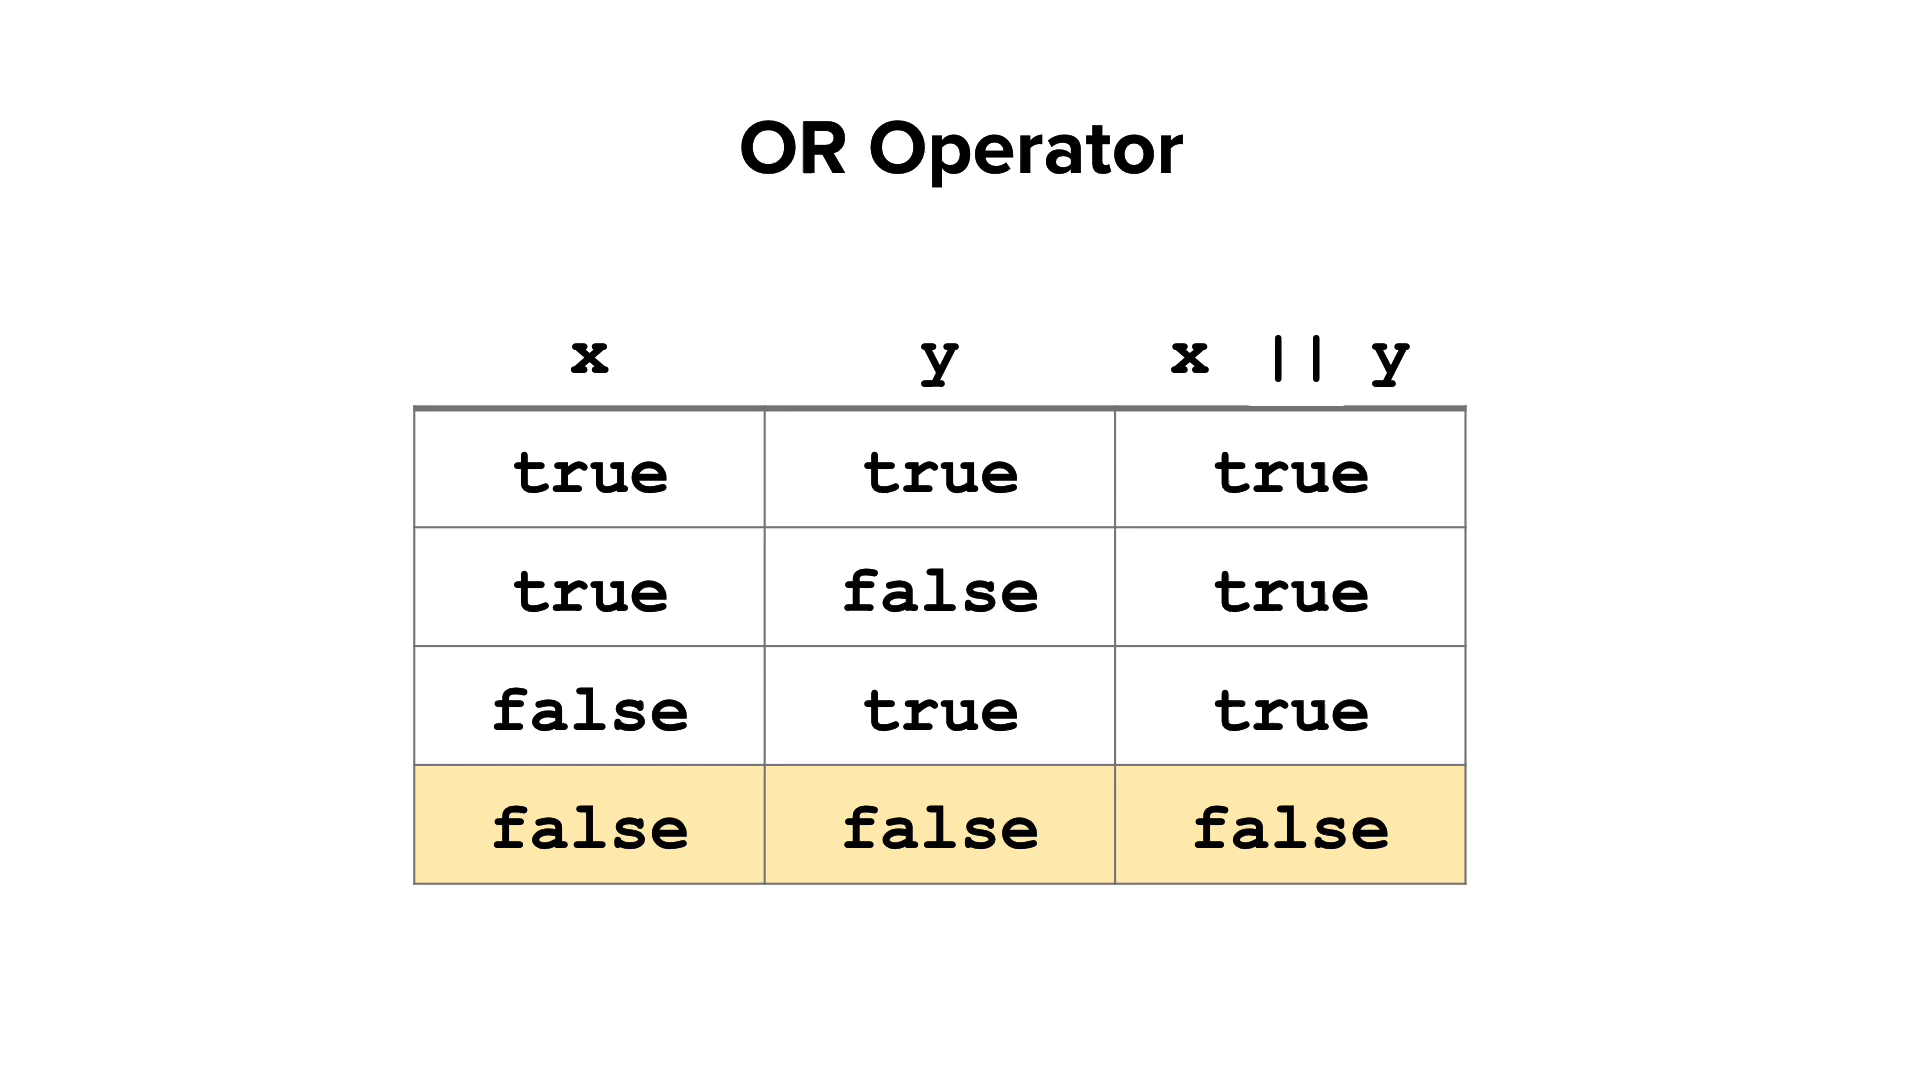 OR Operator
x y x || y
true true true
true false true
false true true
false false false